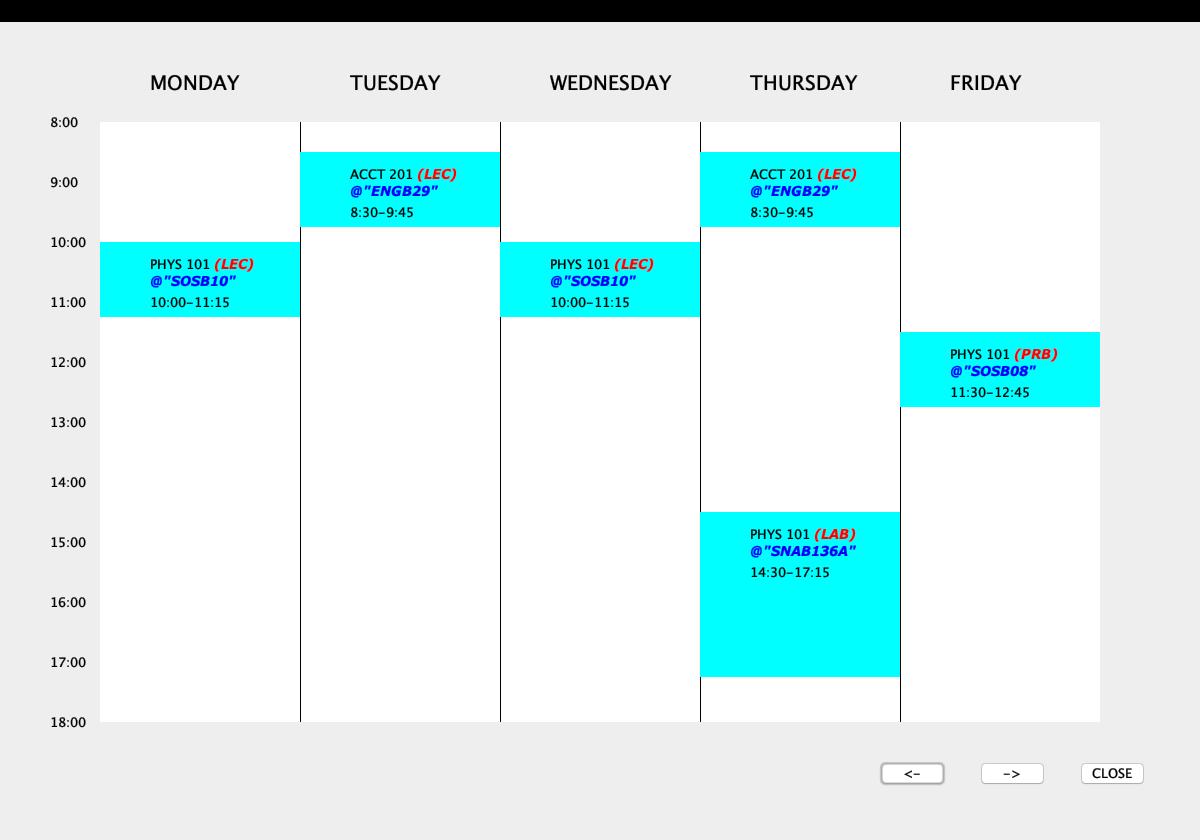 MONDAY TUESDAY WEDNESDAY THURSDAY FRIDAY
8:00
ACCT 201 (LEC) ACCT 201 (LEC)
9:00
@"ENGB29" @"ENGB29"
8:30-9:45 8:30-9:45
10:00
PHYS 101 (LEC) PHYS 101 (LEC)
@"SOSB10" @"SOSB10"
11:00 10:00-11:15 10:00-11:15
PHYS 101 (PRB)
12:00
@"SOSB08"
11:30-12:45
13:00
14:00
PHYS 101 (LAB)
15:00
@"SNAB136A"
14:30-17:15
16:00
17:00
18:00
<- -> CLOSE